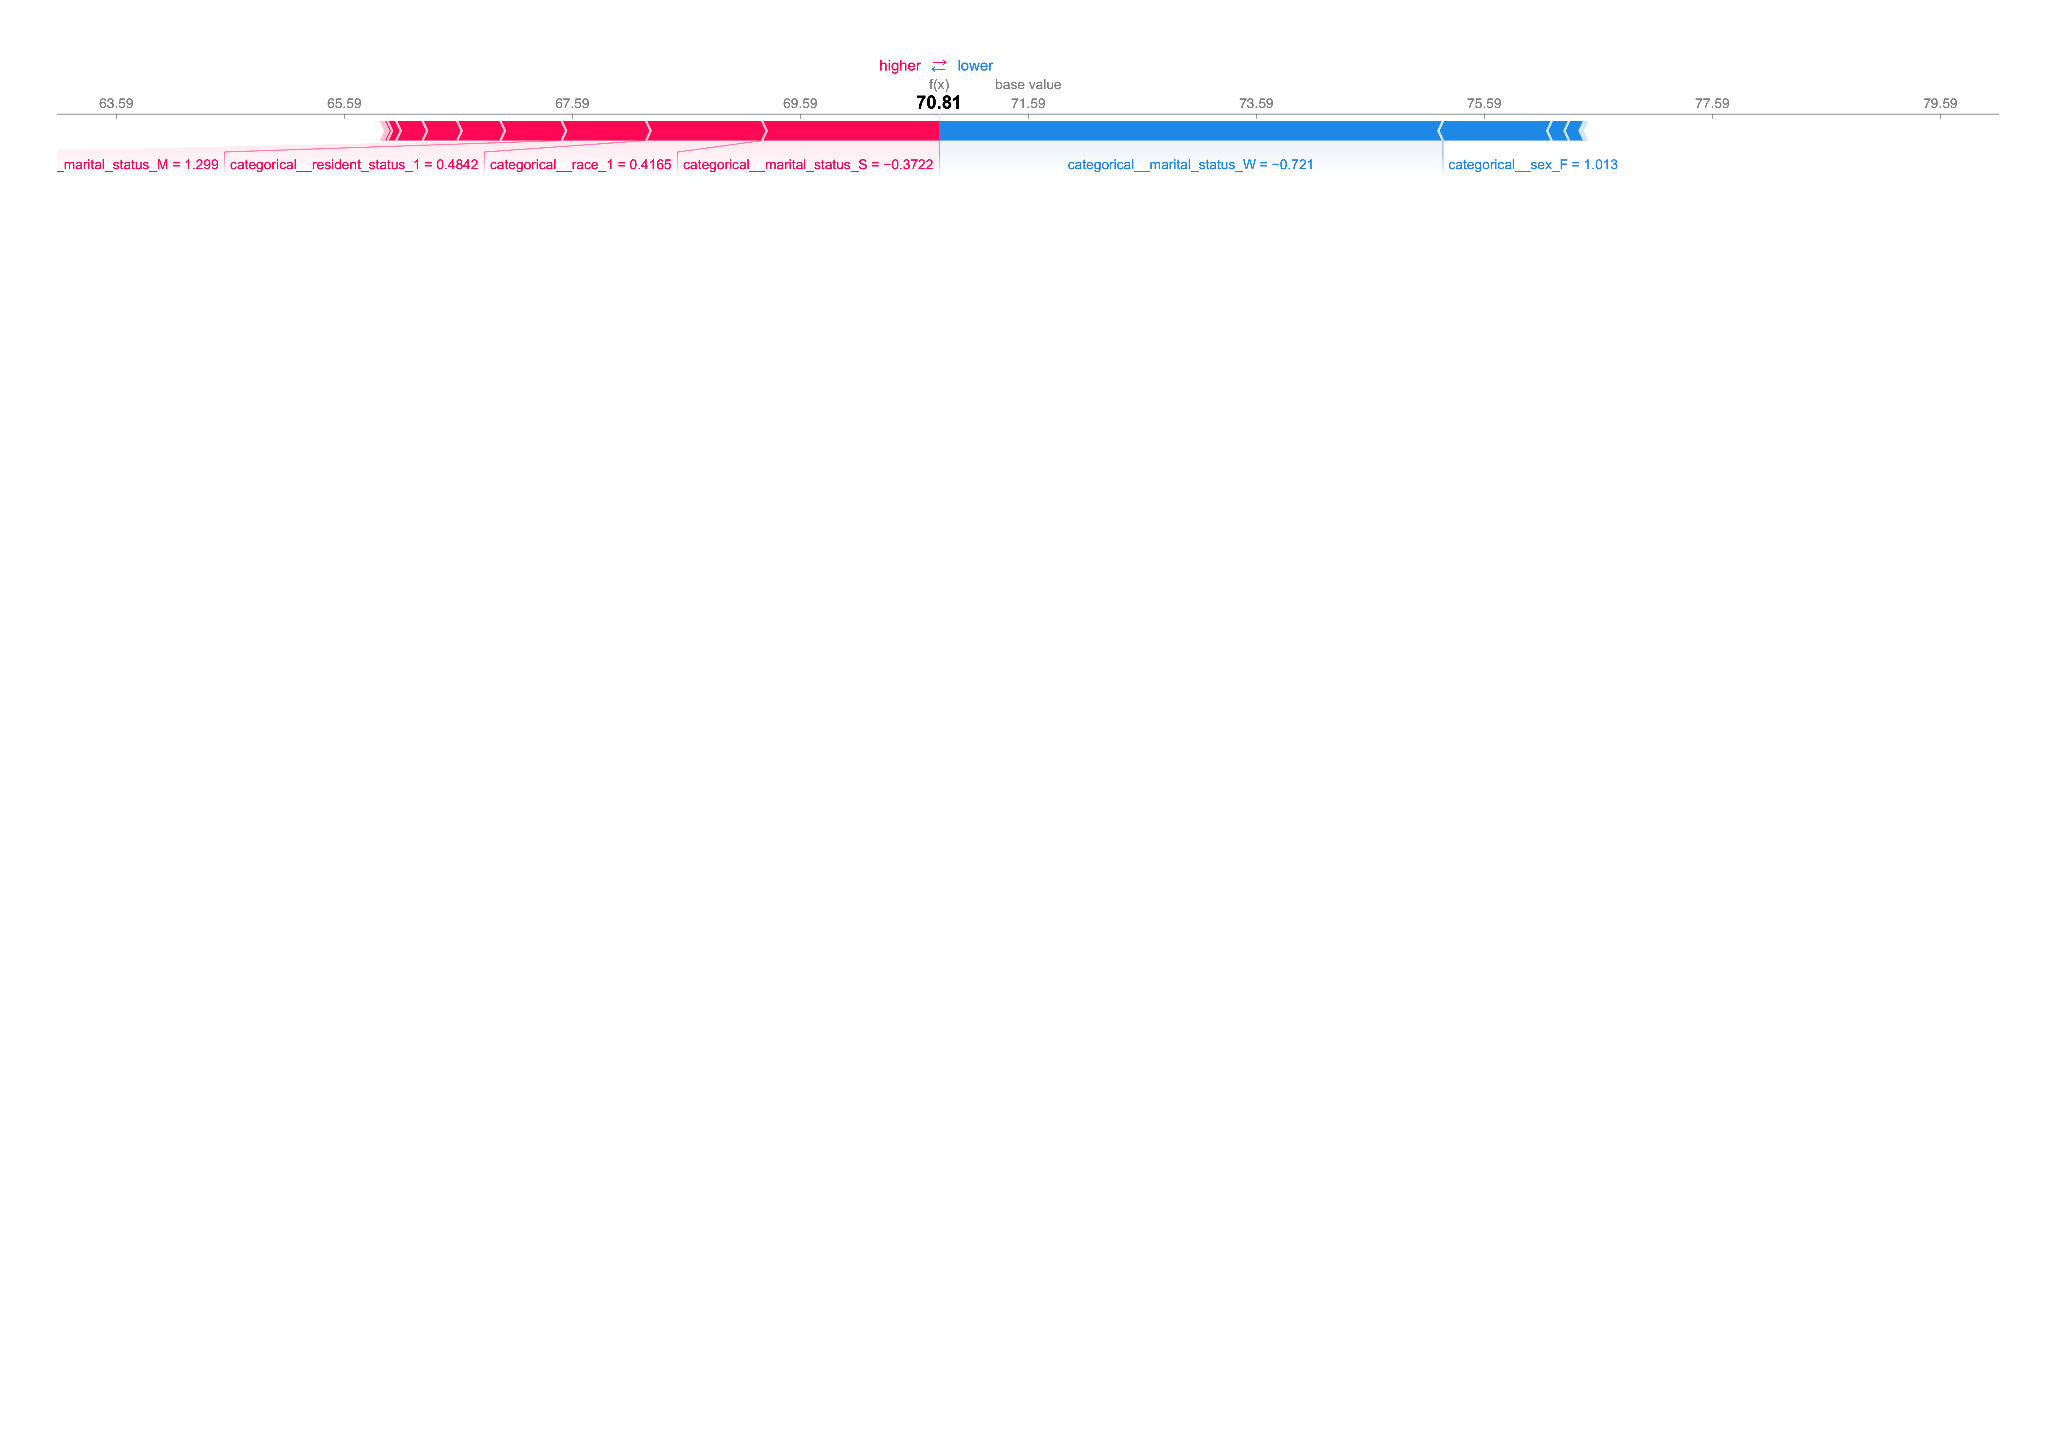 higher ⇄ lower
f(x) base value
63.59 65.59 67.59 69.59 70.81 71.59 73.59 75.59 77.59 79.59
_marital_status_M = 1.299 categorical__resident_status_1 = 0.4842 categorical__race_1 = 0.4165 categorical__marital_status_S = −0.3722 categorical__marital_status_W = −0.721 categorical__sex_F = 1.013